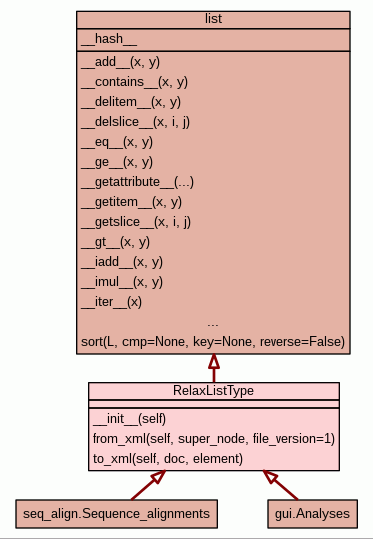 list
__hash__
__add__(x, y)
__contains__(x, y)
__delitem__(x, y)
__delslice__(x, i, j)
__eq__(x, y)
__ge__(x, y)
__getattribute__(...)
__getitem__(x, y)
__getslice__(x, i, j)
__gt__(x, y)
__iadd__(x, y)
__imul__(x, y)
__iter__(x)
...
sort(L, cmp=None, key=None, reverse=False)
RelaxListType
__init__(self)
from_xml(self, super_node, file_version=1)
to_xml(self, doc, element)
seq_align.Sequence_alignments
gui.Analyses